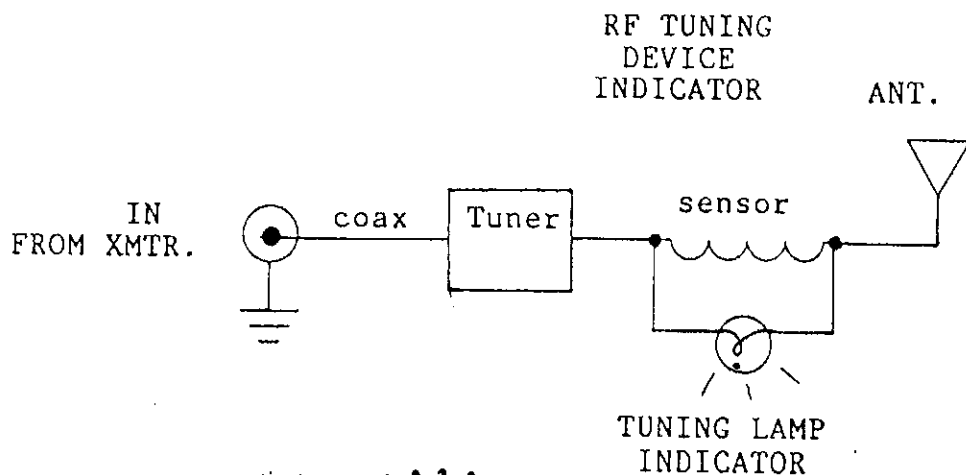 RF TUNING
DEVICE
INDICATOR
ANT.
IN
FROM XMTR.
coax
Tuner
sensor
TUNING LAMP
INDICATOR